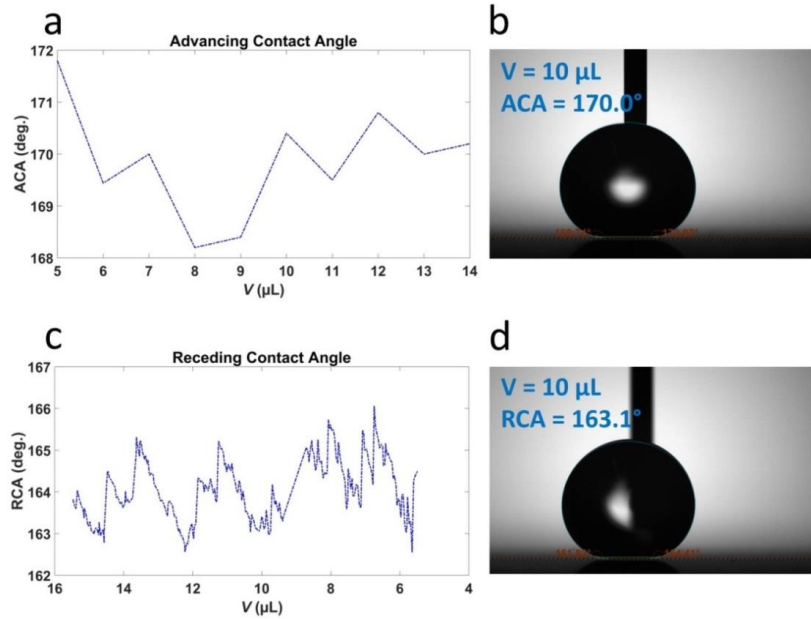 a
Advancing Contact Angle
172
171
170
169
168
ACA (deg.)
5 6 7 8 9 10 11 12 13 14
V (µL)
b
V = 10 µL
ACA = 170.0°
c
Receding Contact Angle
167
166
165
164
163
162
RCA (deg.)
16 14 12 10 8 6 4
V (µL)
d
V = 10 µL
RCA = 163.1°